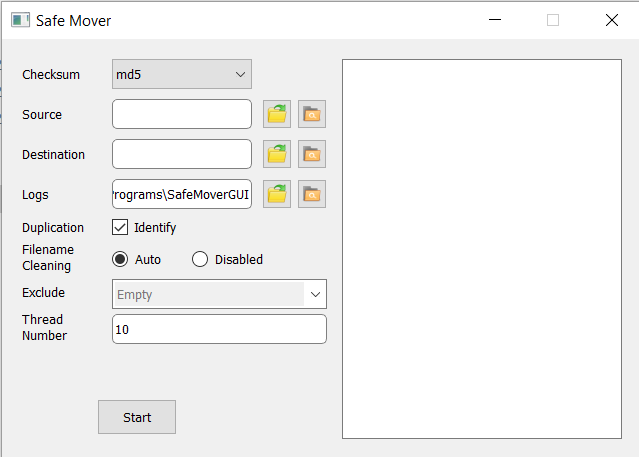 Safe Mover
Checksum
md5
Source
Destination
Logs
Programs\SafeMoverGUI
Duplication
Identify
Filename
Cleaning
Auto
Disabled
Exclude
Empty
Thread
Number
10
Start